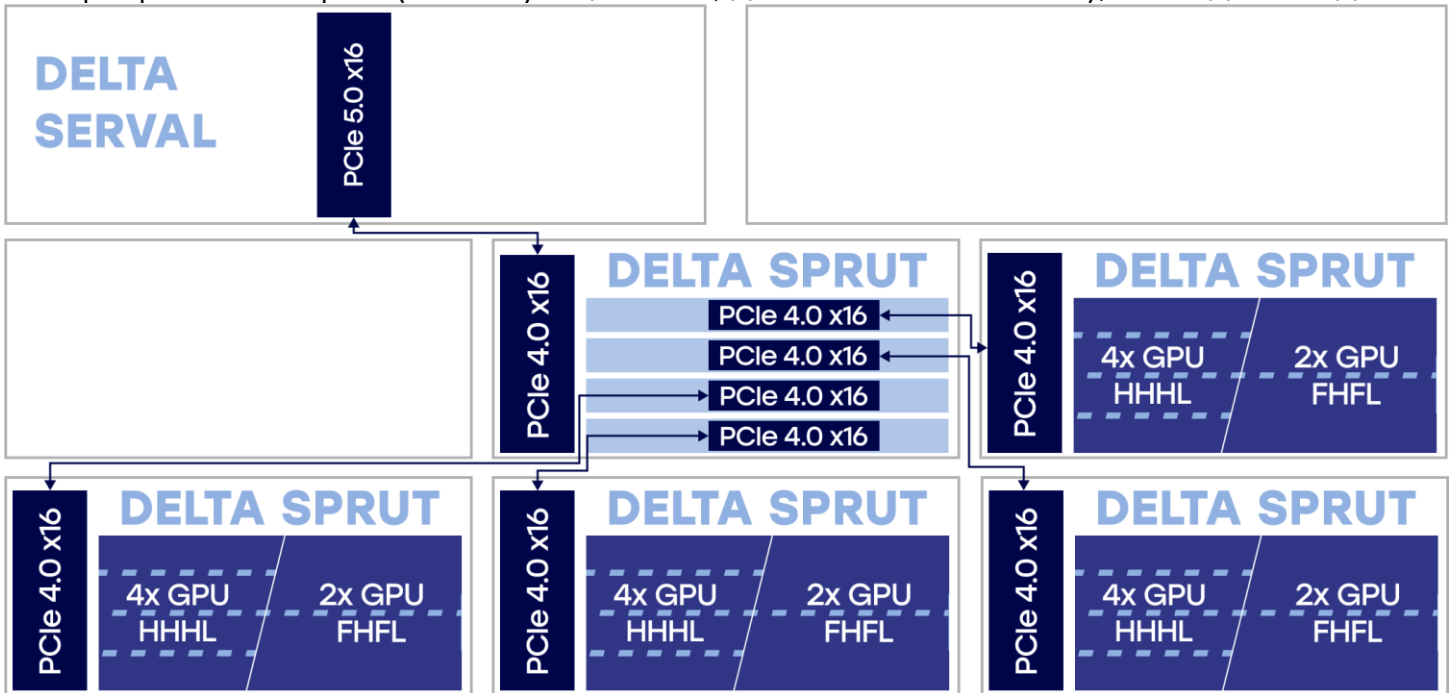 DELTA
SERVAL
PCIe 5.0 x16
PCIe 4.0 x16
DELTA SPRUT
PCIe 4.0 x16
PCIe 4.0 x16
PCIe 4.0 x16
PCIe 4.0 x16
PCIe 4.0 x16
DELTA SPRUT
4x GPU
HHHL
2x GPU
FHFL
PCIe 4.0 x16
DELTA SPRUT
4x GPU
HHHL
2x GPU
FHFL
PCIe 4.0 x16
DELTA SPRUT
4x GPU
HHHL
2x GPU
FHFL
PCIe 4.0 x16
DELTA SPRUT
4x GPU
HHHL
2x GPU
FHFL